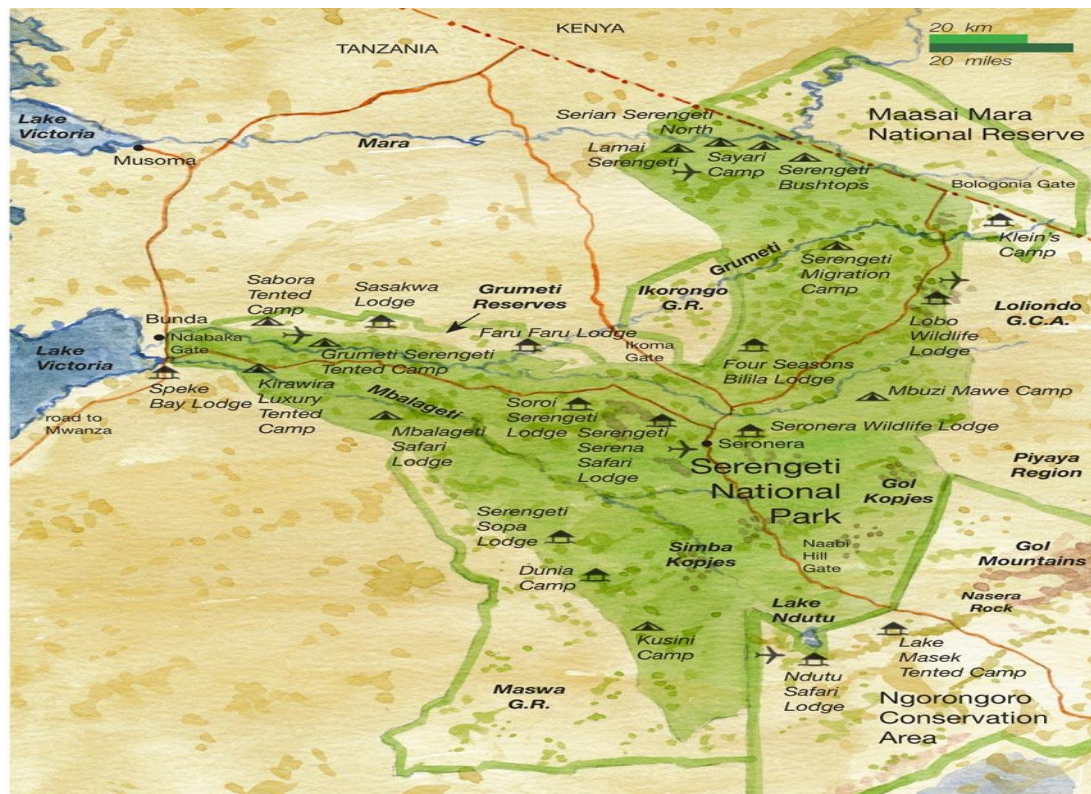 20 km
20 miles
KENYA
TANZANIA
Lake
Victoria
Musoma
Mara
Serian Serengeti
North
Lamai
Serengeti
Sayari
Camp
Serengeti
Bushtops
Maasai Mara
National Reserve
Bologonia Gate
Klein's
Camp
Grumeti
Serengeti
Migration
Camp
Ikorongo
G.R.
Loliondo
G.C.A.
Lobo
Wildlife
Lodge
Sabora
Tented
Camp
Sasakwa
Lodge
Grumeti
Reserves
Faru Faru Lodge
Ikoma
Gate
Bunda
Ndabaka
Gate
Lake
Victoria
Speke
Bay Lodge
road to
Mwanza
Grumeti Serengeti
Tented Camp
Kirawira
Luxury
Tented
Camp
Mbalageti
Mbalageti
Safari
Lodge
Soroi
Serengeti
Lodge
Serengeti
Serena
Safari
Lodge
Four Seasons
Bilila Lodge
Mbuzi Mawe Camp
Seronera Wildlife Lodge
Seronera
Serengeti
National
Park
Gol
Kopjes
Piyaya
Region
Serengeti
Sopa
Lodge
Dunia
Camp
Simba
Kopjes
Naabi
Hill
Gate
Gol
Mountains
Nasera
Rock
Lake
Ndutu
Kusini
Camp
Ndutu
Safari
Lodge
Lake
Masek
Tented Camp
Maswa
G.R.
Ngorongoro
Conservation
Area